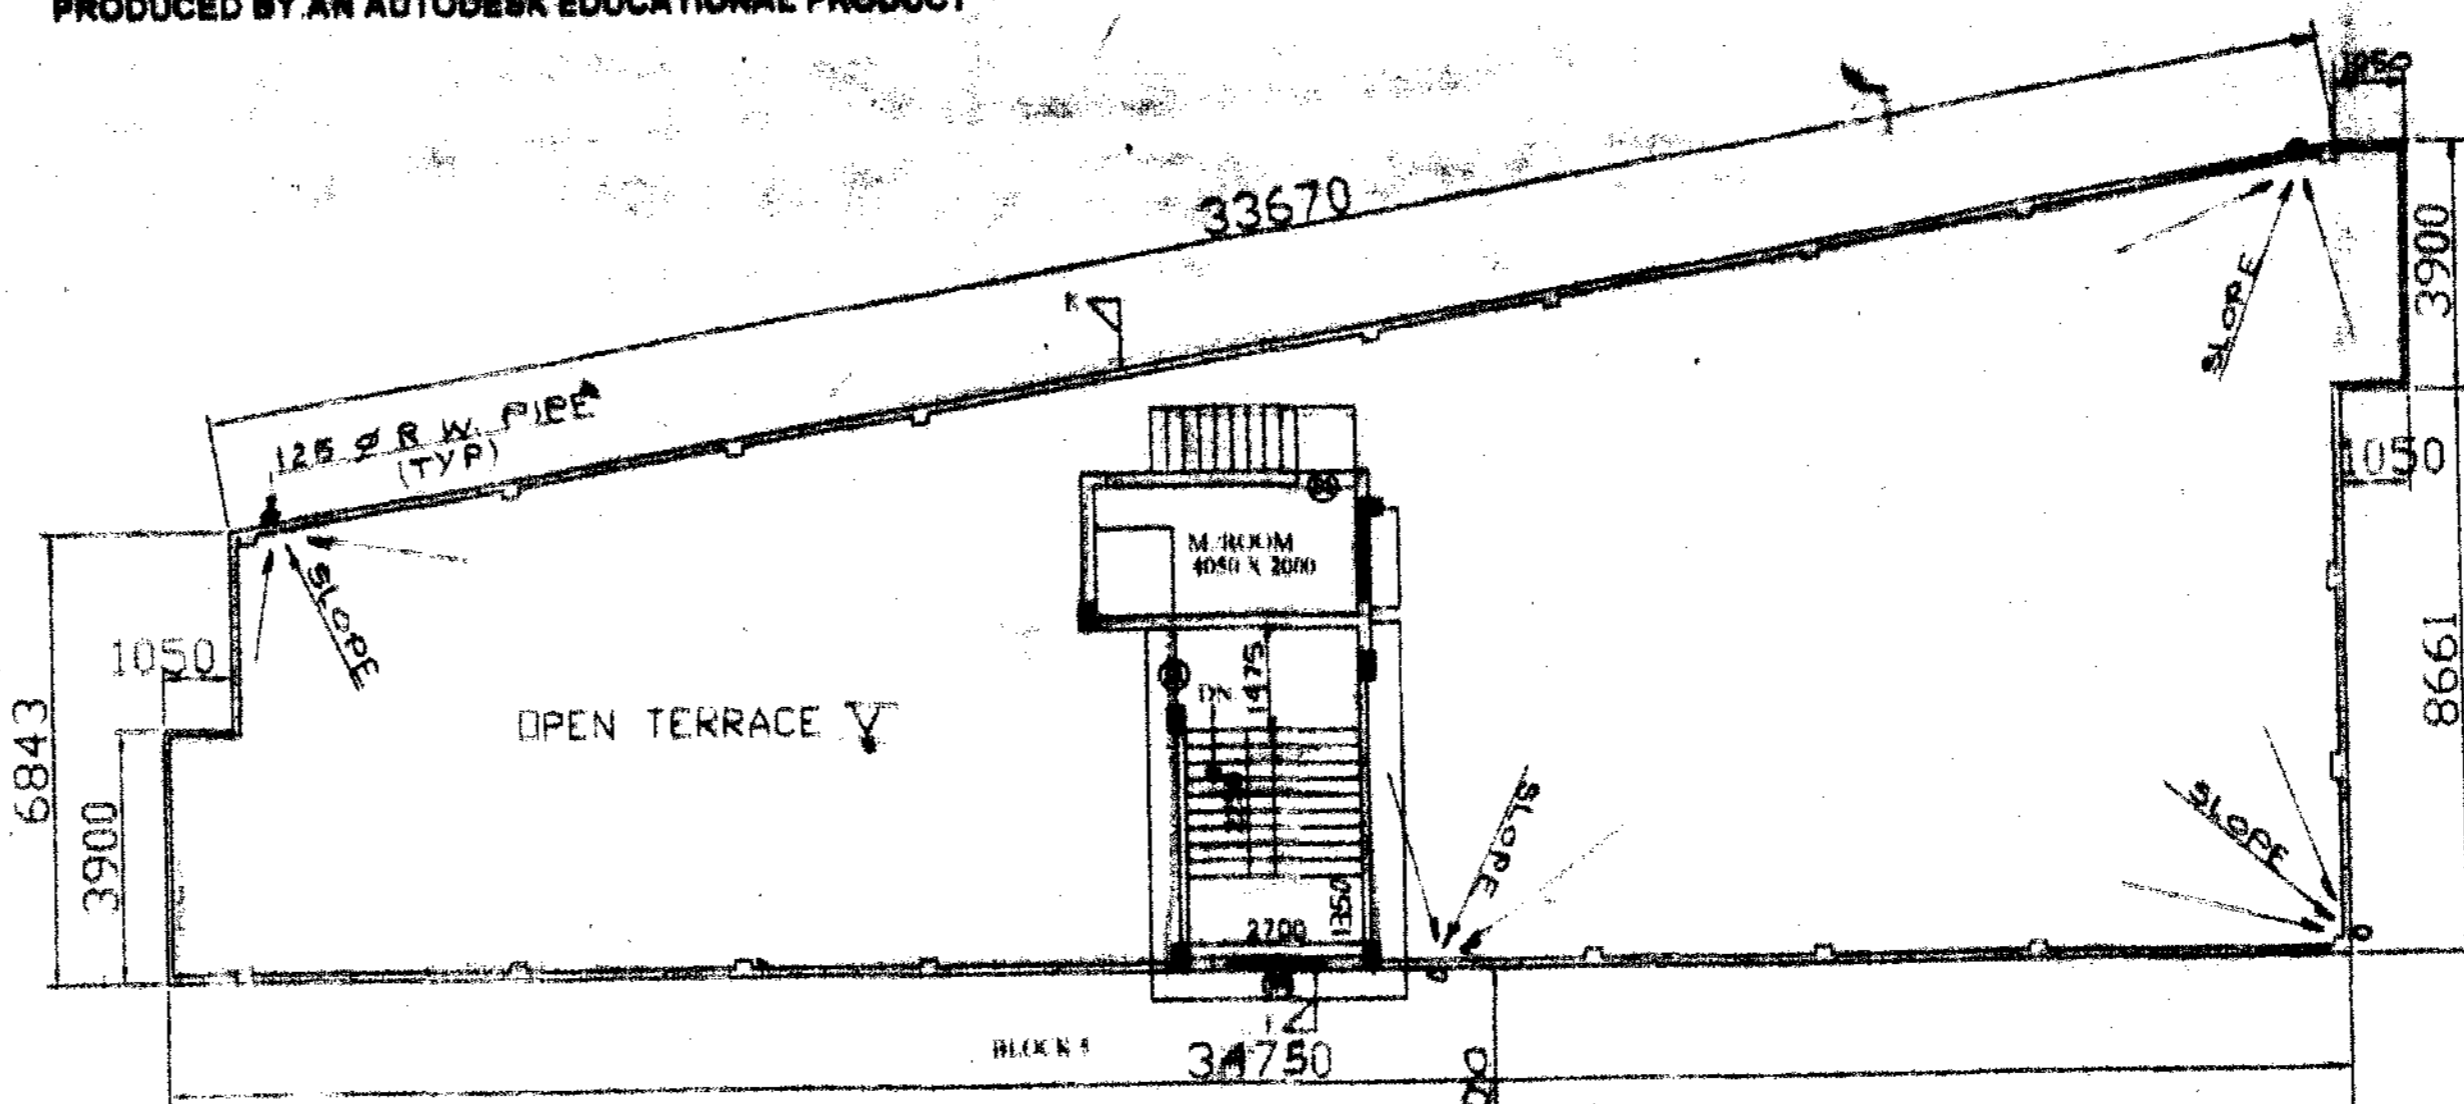 PRODUCED BY AN AUTODESK EDUCATIONAL PRODUCT
1050
33670
3900
K
SLOPE
125 Ø R.W. PIPE
(TYP)
1050
M. ROOM
4050 X 2000
SLOPE
1050
8661
6843
1475
DN
OPEN TERRACE
SLOPE
SLOPE
3900
1350
2700
BLOCK
34750